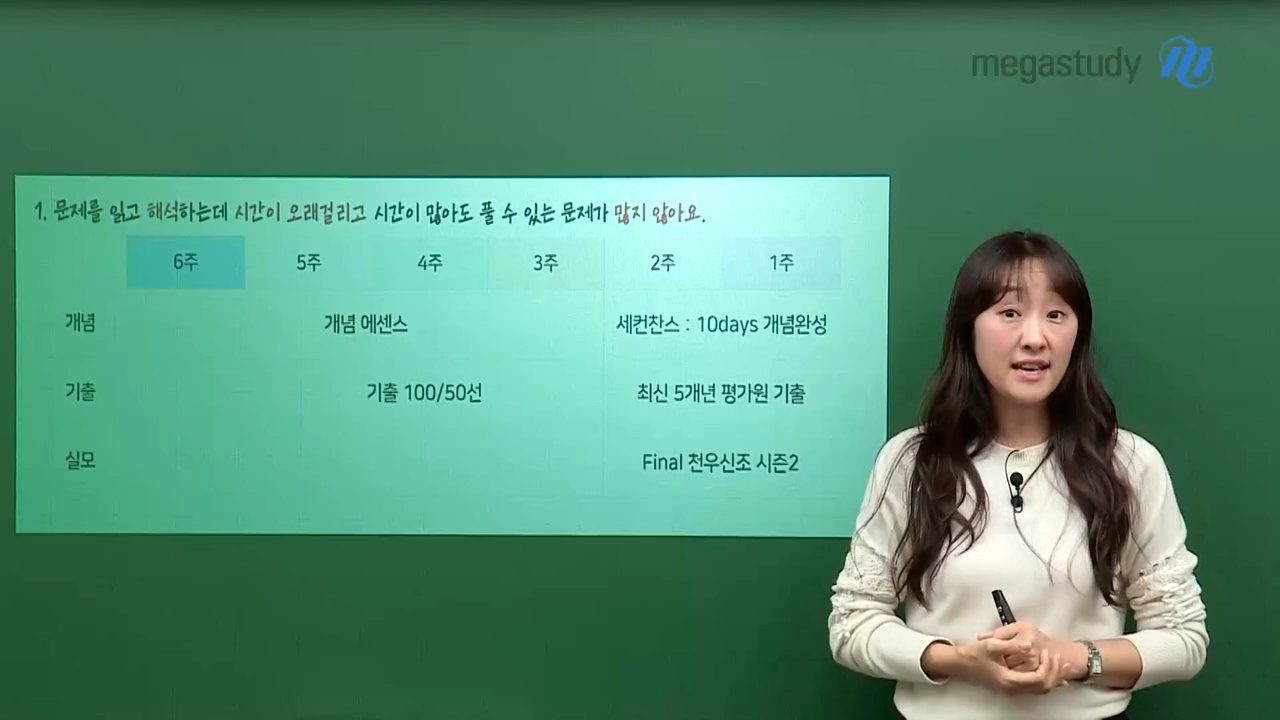 megastudy
1. 문제를 읽고 해석하는데 시간이 오래걸리고 시간이 많아도 풀 수 있는 문제가 많지 않아요.
6주 5주 4주 3주 2주 1주
개념 개념 에센스 세컨찬스 : 10days 개념완성
기출 기출 100/50선 최신 5개년 평가원 기출
실모 Final 천우신조 시즌2